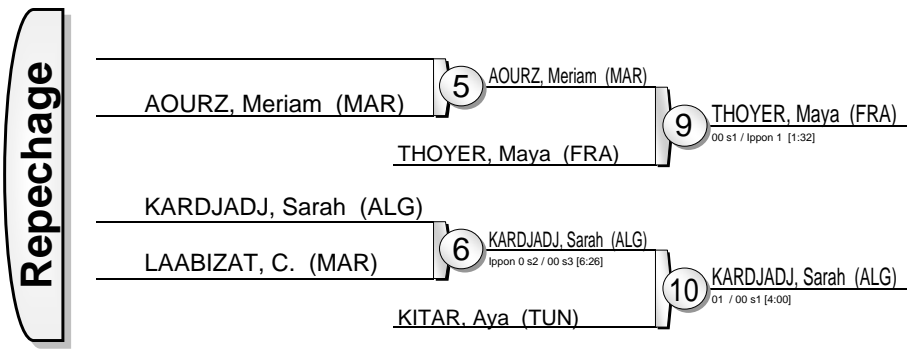 Repechage
AOURZ, Meriam (MAR)
5
AOURZ, Meriam (MAR)
THOYER, Maya (FRA)
9
THOYER, Maya (FRA)
00 s1 / Ippon 1 [1:32]
KARDJADJ, Sarah (ALG)
LAABIZAT, C. (MAR)
6
KARDJADJ, Sarah (ALG)
Ippon 0 s2 / 00 s3 [6:26]
KITAR, Aya (TUN)
10
KARDJADJ, Sarah (ALG)
01 / 00 s1 [4:00]